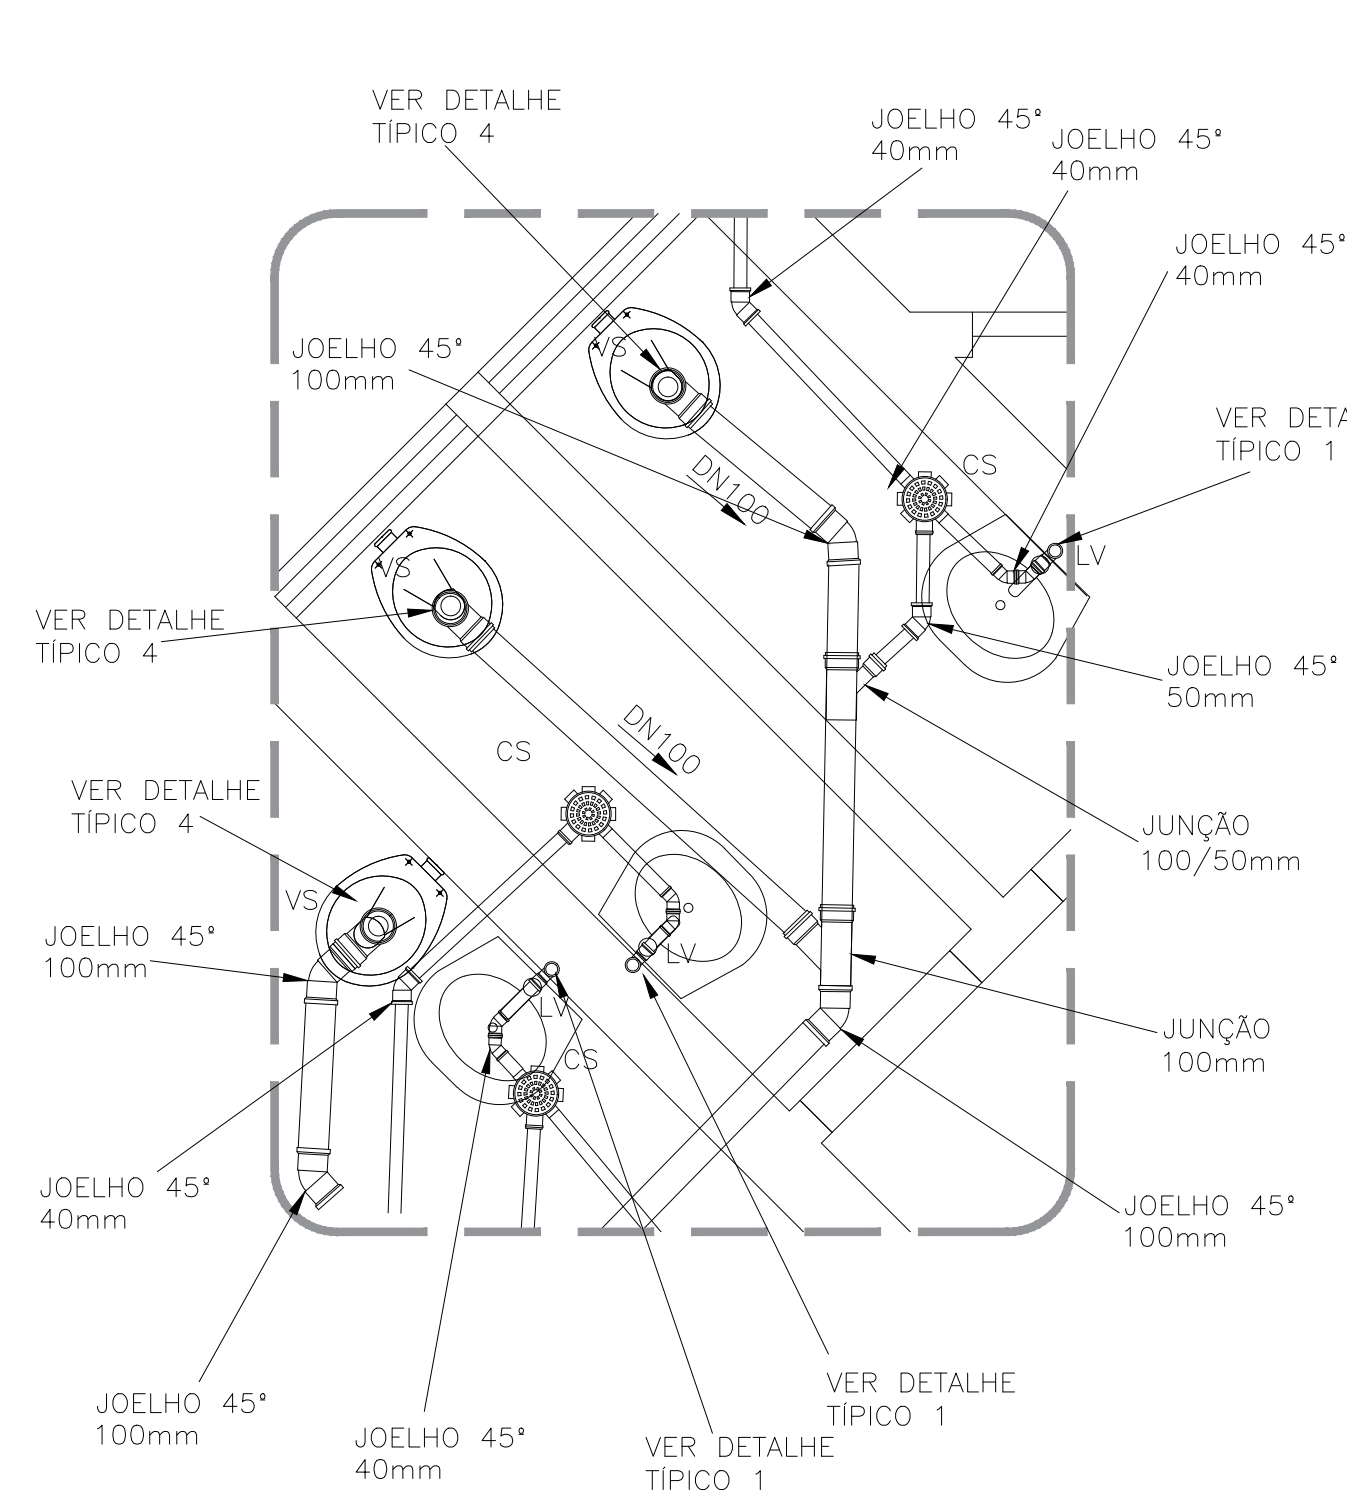 VER DETALHE
TÍPICO 4
JOELHO 45º
40mm
JOELHO 45º
40mm
JOELHO 45º
40mm
VS
JOELHO 45º
100mm
VER DETA
TÍPICO 1
CS
DN100
LV
VS
VER DETALHE
TÍPICO 4
JOELHO 45º
50mm
DN100
CS
VER DETALHE
TÍPICO 4
JUNÇÃO
100/50mm
VS
JOELHO 45º
100mm
LV
LV
JUNÇÃO
100mm
CS
JOELHO 45º
40mm
JOELHO 45º
100mm
VER DETALHE
TÍPICO 1
JOELHO 45º
100mm
JOELHO 45º
40mm
VER DETALHE
TÍPICO 1